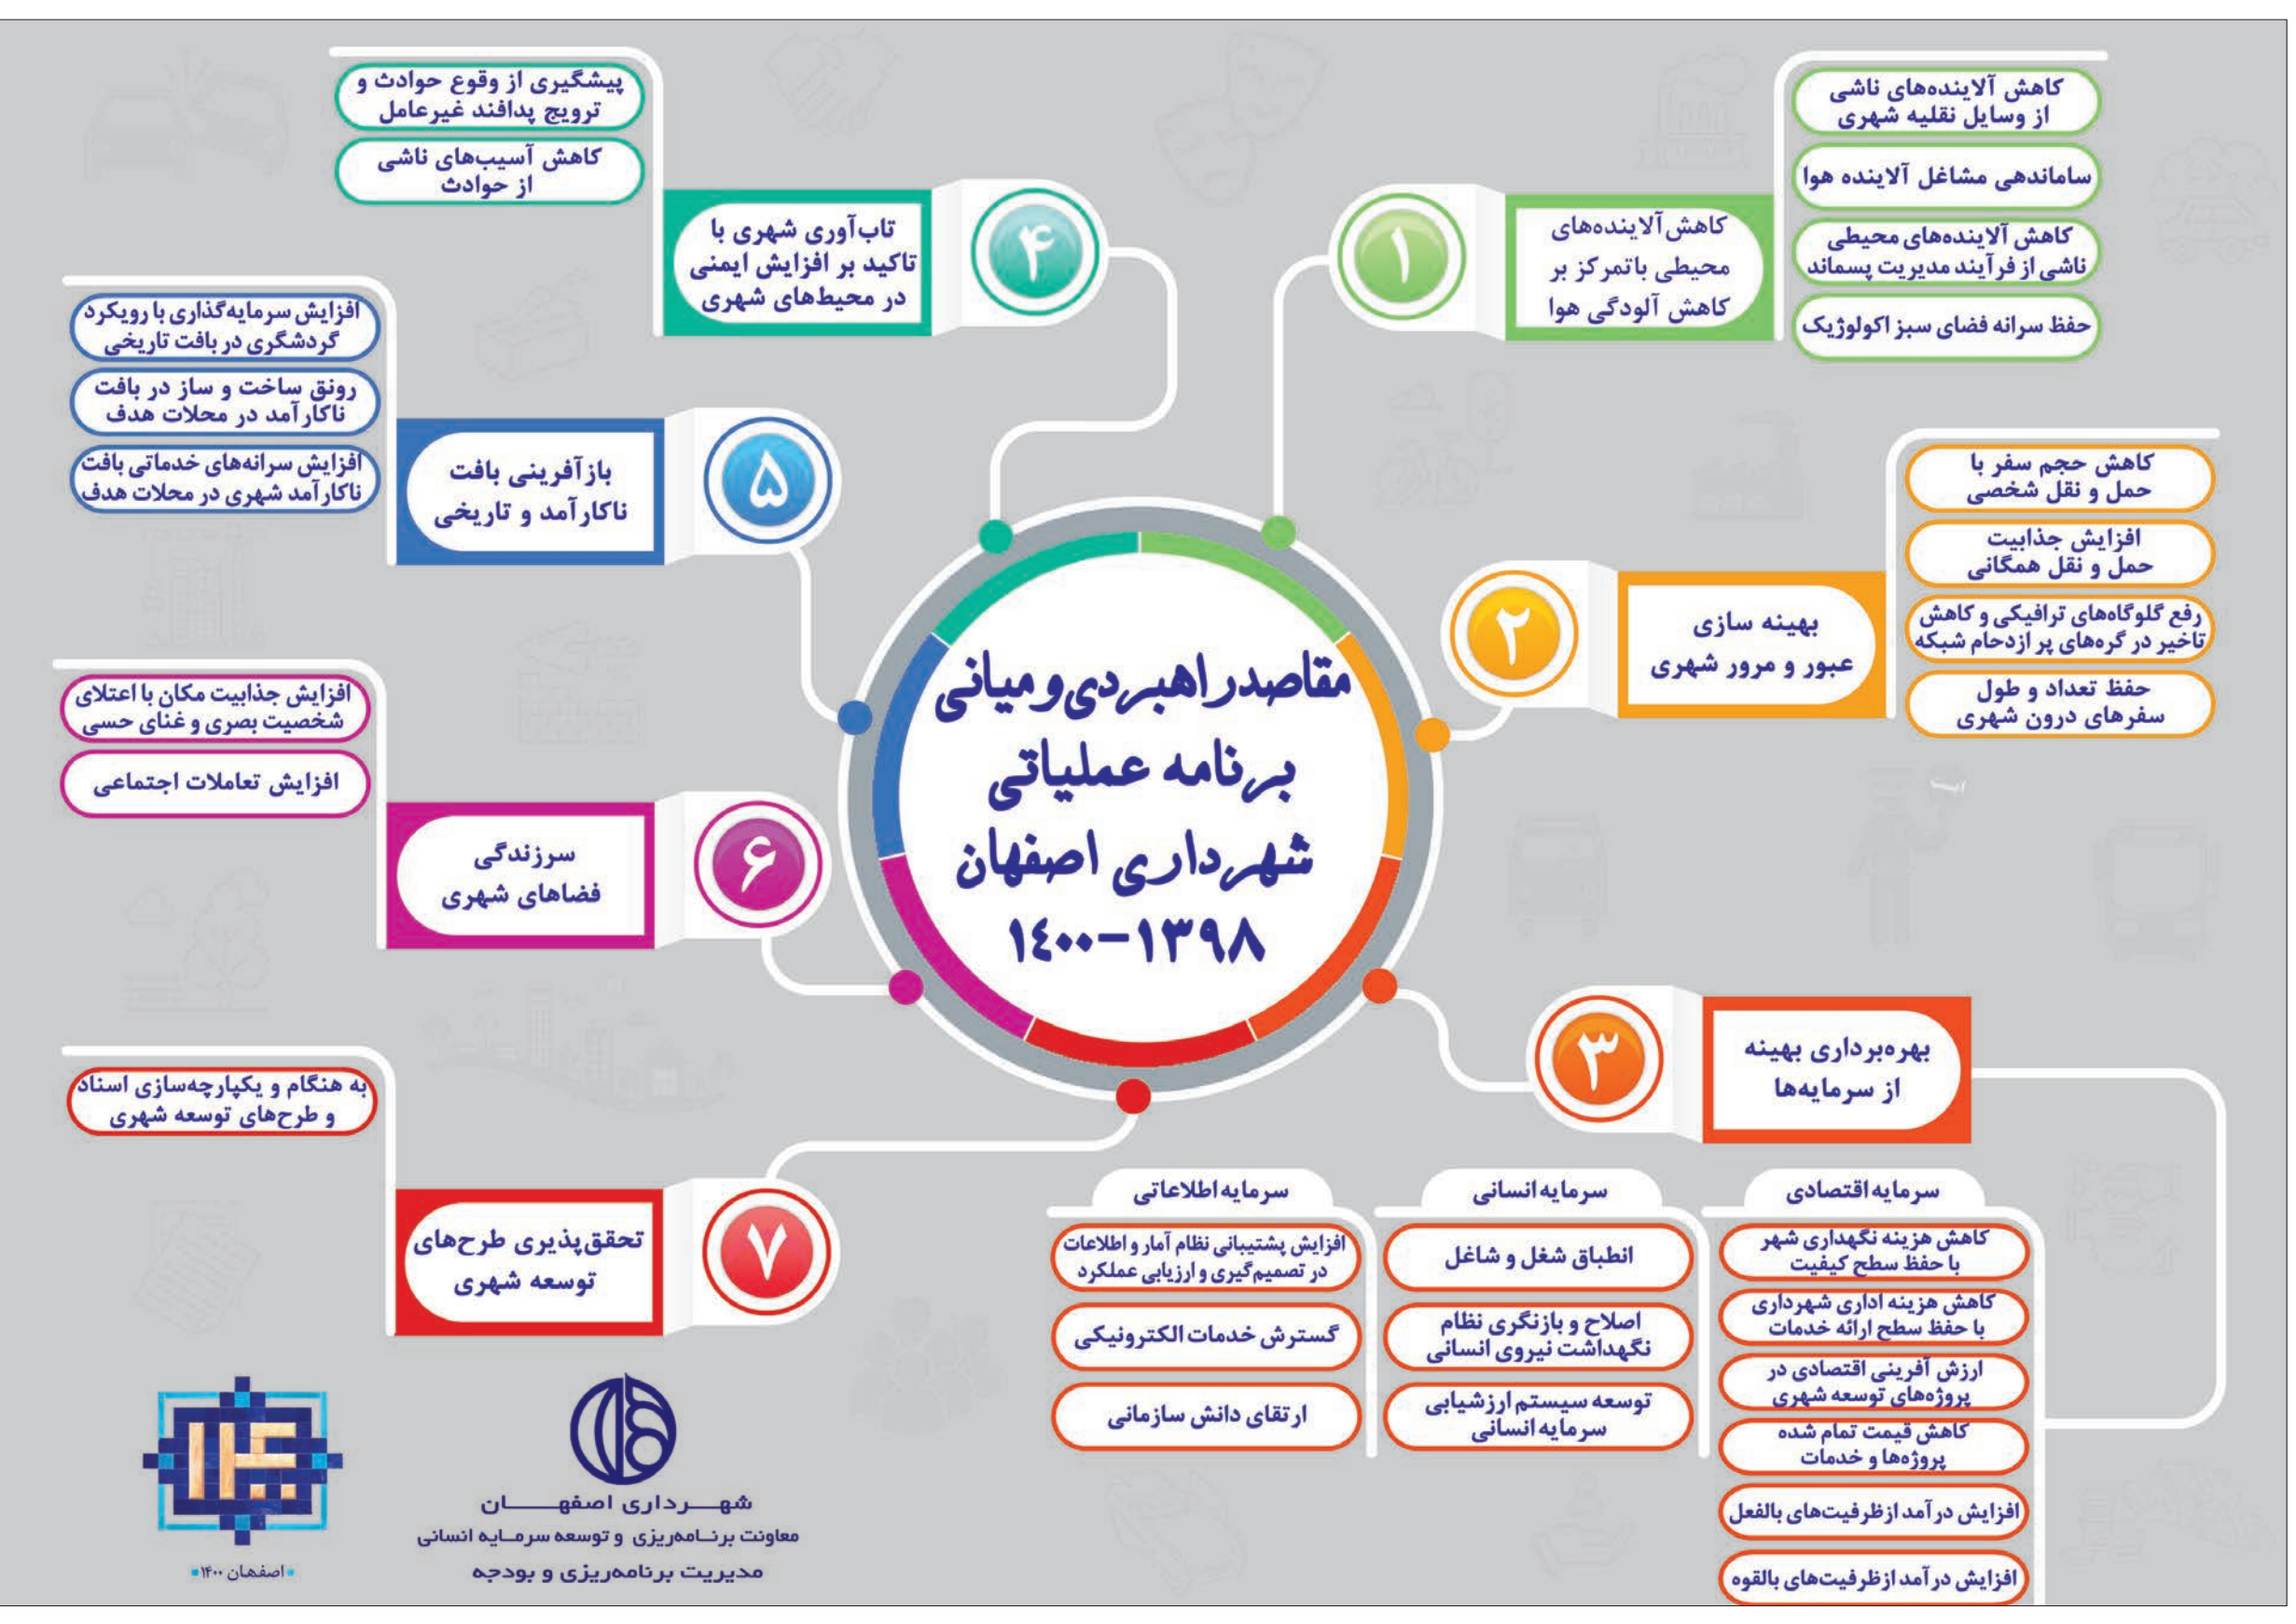 مقاصد راهبردی و میانی
برنامه عملیاتی
شهرداری اصفهان
۱۳۹۸-۱۴۰۰
۱
کاهش آلاینده‌های
محیطی با تمرکز بر
کاهش آلودگی هوا
کاهش آلاینده‌های ناشی
از وسایل نقلیه شهری
ساماندهی مشاغل آلاینده هوا
کاهش آلاینده‌های محیطی
ناشی از فرآیند مدیریت پسماند
حفظ سرانه فضای سبز اکولوژیک
۲
بهینه سازی
عبور و مرور شهری
کاهش حجم سفر با
حمل و نقل شخصی
افزایش جذابیت
حمل و نقل همگانی
رفع گلوگاه‌های ترافیکی و کاهش
تاخیر در گره‌های پر ازدحام شبکه
حفظ تعداد و طول
سفرهای درون شهری
۳
بهره‌برداری بهینه
از سرمایه‌ها
سرمایه اقتصادی
کاهش هزینه نگهداری شهر
با حفظ سطح کیفیت
کاهش هزینه اداری شهرداری
با حفظ سطح ارائه خدمات
ارزش آفرینی اقتصادی در
پروژه‌های توسعه شهری
کاهش قیمت تمام شده
پروژه‌ها و خدمات
افزایش درآمد از ظرفیت‌های بالفعل
افزایش درآمد از ظرفیت‌های بالقوه
سرمایه انسانی
انطباق شغل و شاغل
اصلاح و بازنگری نظام
نگهداشت نیروی انسانی
توسعه سیستم ارزشیابی
سرمایه انسانی
سرمایه اطلاعاتی
افزایش پشتیبانی نظام آمار و اطلاعات
در تصمیم‌گیری و ارزیابی عملکرد
گسترش خدمات الکترونیکی
ارتقای دانش سازمانی
۴
تاب‌آوری شهری با
تاکید بر افزایش ایمنی
در محیط‌های شهری
پیشگیری از وقوع حوادث و
ترویج پدافند غیرعامل
کاهش آسیب‌های ناشی
از حوادث
۵
بازآفرینی بافت
ناکارآمد و تاریخی
افزایش سرمایه‌گذاری با رویکرد
گردشگری در بافت تاریخی
رونق ساخت و ساز در بافت
ناکارآمد در محلات هدف
افزایش سرانه‌های خدماتی بافت
ناکارآمد شهری در محلات هدف
۶
سرزندگی
فضاهای شهری
افزایش جذابیت مکان با اعتلای
شخصیت بصری و غنای حسی
افزایش تعاملات اجتماعی
۷
تحقق‌پذیری طرح‌های
توسعه شهری
به هنگام و یکپارچه‌سازی اسناد
و طرح‌های توسعه شهری
ایست
شهـــرداری اصفهـــــان
معاونت برنــامه‌ریزی و توسعه سرمــایه انسانی
مدیریت برنامه‌ریزی و بودجه
اصفهان ۱۴۰۰